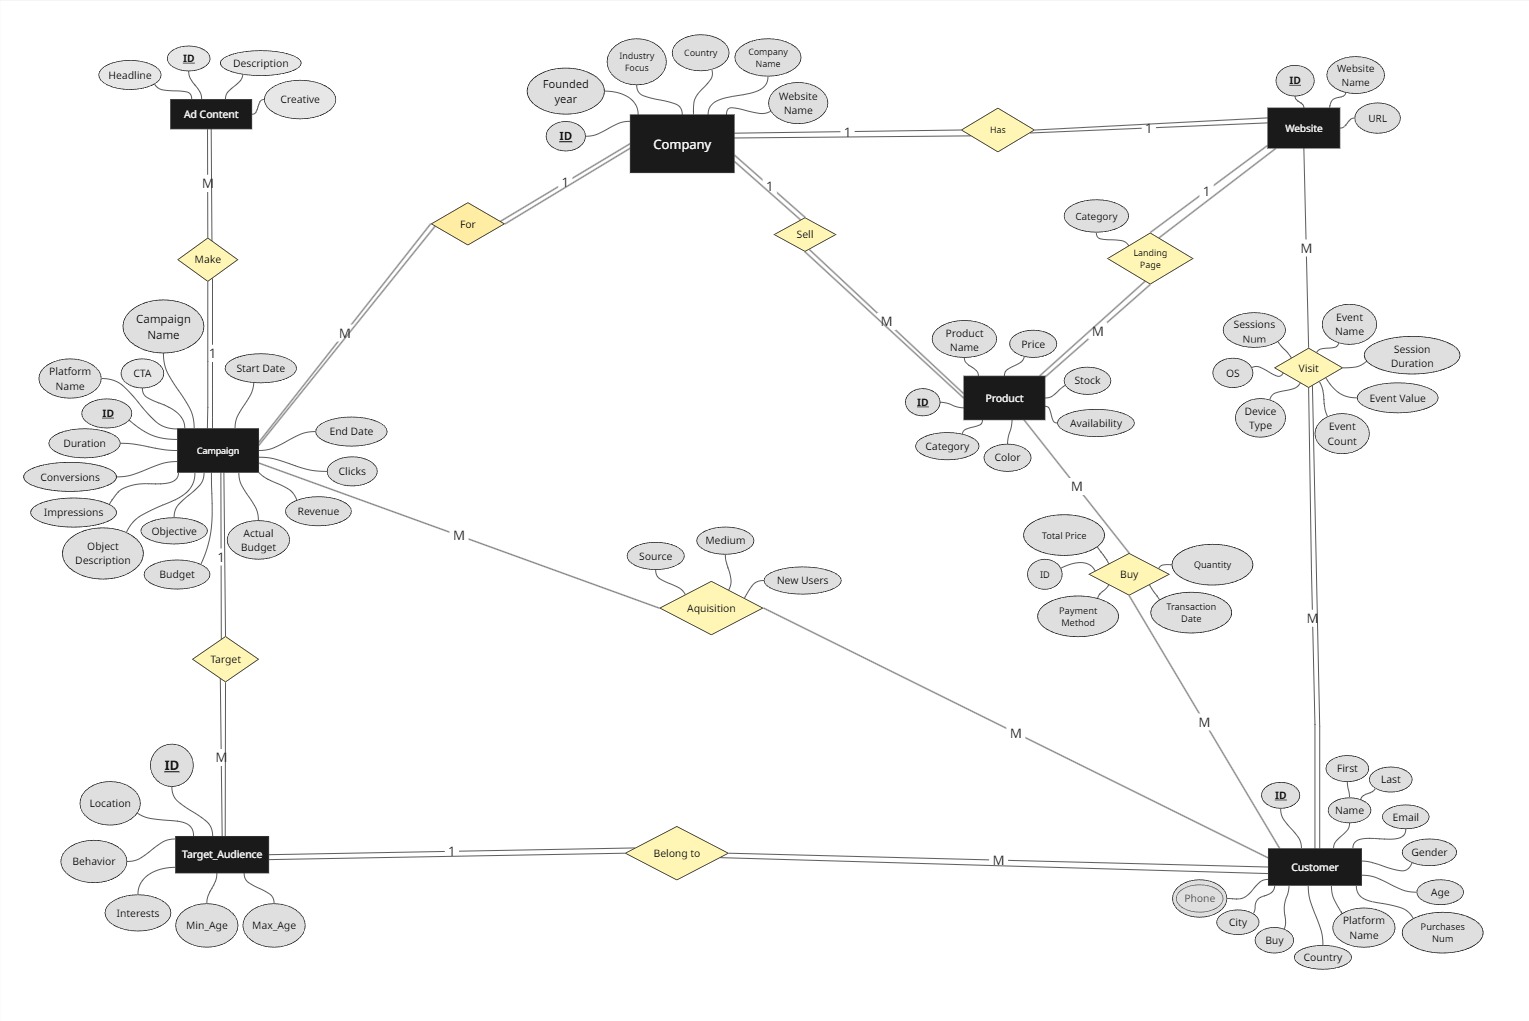 ID
Headline
Description
Creative
Ad Content
M
Make
1
Founded
year
Industry
Focus
Country
Company
Name
Website
Name
ID
Company
1
Has
1
ID
Website
Name
URL
Website
1
For
M
1
Sell
M
1
Category
Landing
Page
M
M
Sessions
Num
Event
Name
Session
Duration
OS
Visit
Event Value
Device
Type
Event
Count
M
Product
Name
Price
Stock
ID
Product
Availability
Category
Color
M
Total Price
ID
Buy
Quantity
Payment
Method
Transaction
Date
M
Campaign
Name
Platform
Name
CTA
Start Date
ID
Duration
Campaign
End Date
Clicks
Conversions
Impressions
Revenue
Objective
Object
Description
Actual
Budget
Budget
M
Source
Medium
New Users
Aquisition
M
1
Target
M
ID
Location
Behavior
Target_Audience
Interests
Min_Age
Max_Age
1
Belong to
M
ID
First
Last
Name
Email
Gender
Customer
Age
Phone
City
Buy
Country
Platform
Name
Purchases
Num